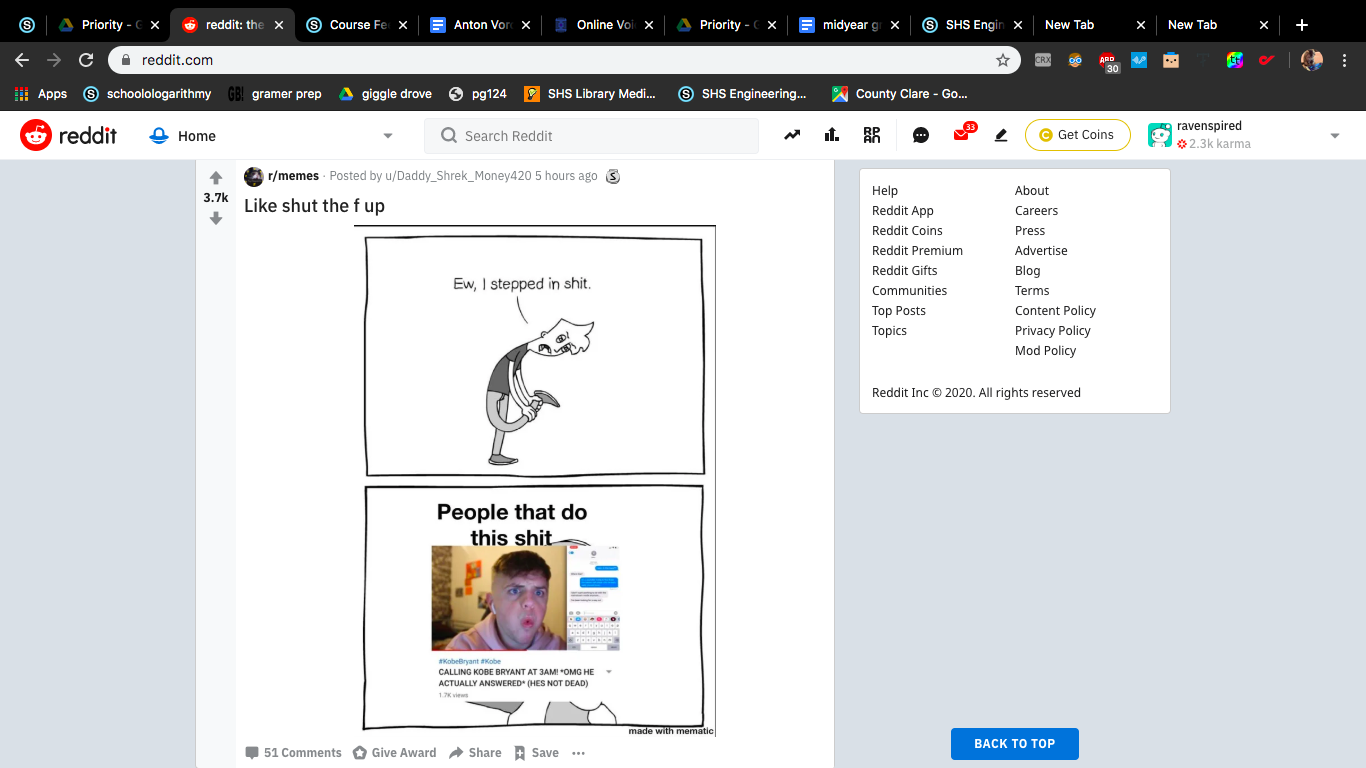 Priority - G
reddit: the
Course Fe
Anton Vor
Online Voi
Priority - G
midyear g
SHS Engin
New Tab
New Tab
reddit.com
CRX
ABP
30
Apps
schoolologarithmy
GB!
gramer prep
giggle drove
pg124
SHS Library Medi...
SHS Engineering...
County Clare - Go...
reddit
Home
Search Reddit
33
Get Coins
ravenspired
2.3k karma
r/memes · Posted by u/Daddy_Shrek_Money420 5 hours ago
3.7k
Like shut the f up
Ew, I stepped in shit.
People that do
this shit
#KobeBryant #Kobe
CALLING KOBE BRYANT AT 3AM! *OMG HE
ACTUALLY ANSWERED* (HES NOT DEAD)
1.7K views
made with mematic
51 Comments
Give Award
Share
Save
Help
About
Reddit App
Careers
Reddit Coins
Press
Reddit Premium
Advertise
Reddit Gifts
Blog
Communities
Terms
Top Posts
Content Policy
Topics
Privacy Policy
Mod Policy
Reddit Inc © 2020. All rights reserved
BACK TO TOP